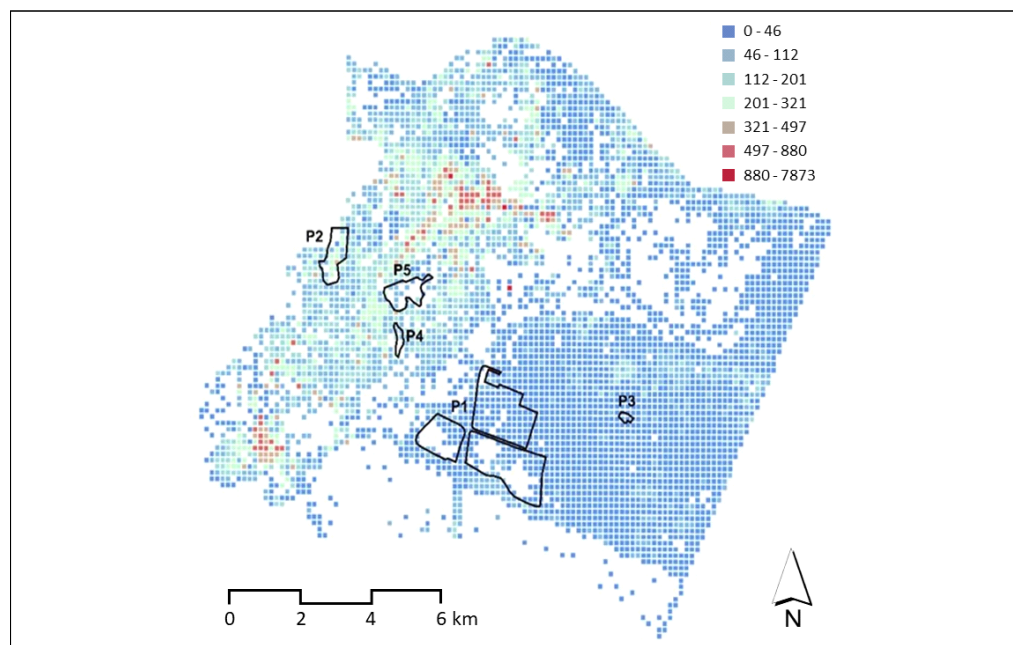 0 - 46
46 - 112
112 - 201
201 - 321
321 - 497
497 - 880
880 - 7873
P2
P5
P4
P1
P3
0 2 4 6 km
N